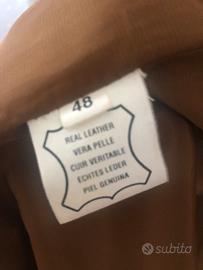 48
REAL LEATHER
VERA PELLE
CUIR VERITABLE
ECHTES LEDER
PIEL GENUINA
subito